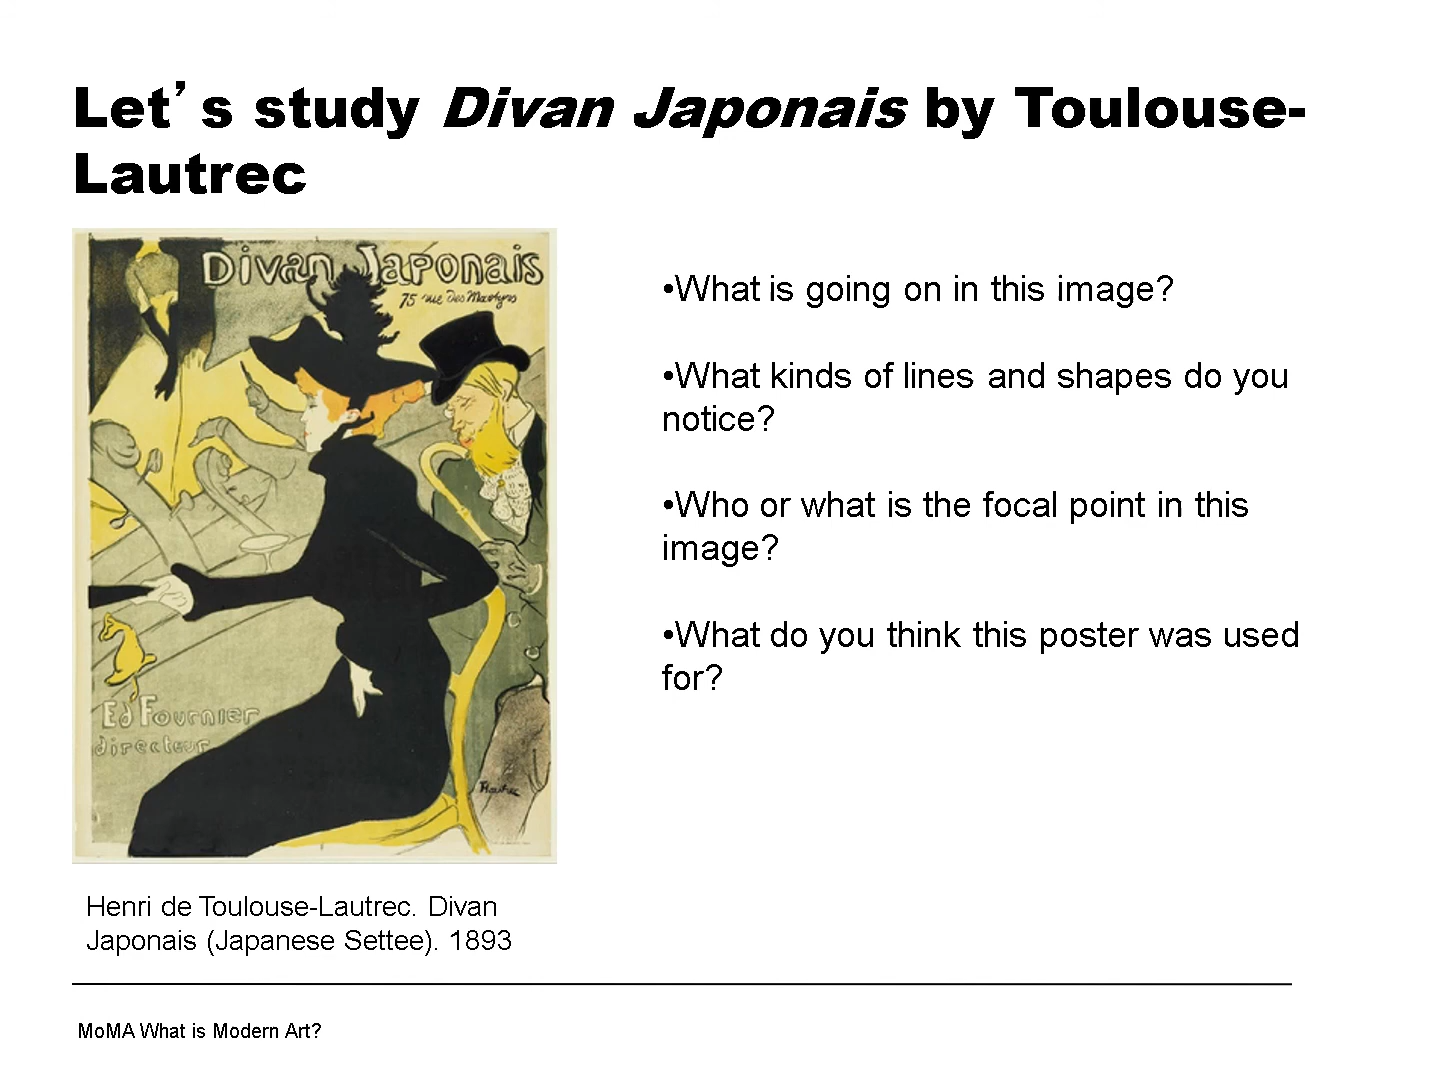 Let’s study Divan Japonais by Toulouse-
Lautrec
Divan Japonais
75 rue des Martyrs
Ed Fournier
directeur
TLautrec
•What is going on in this image?
•What kinds of lines and shapes do you
notice?
•Who or what is the focal point in this
image?
•What do you think this poster was used
for?
Henri de Toulouse-Lautrec. Divan
Japonais (Japanese Settee). 1893
MoMA What is Modern Art?